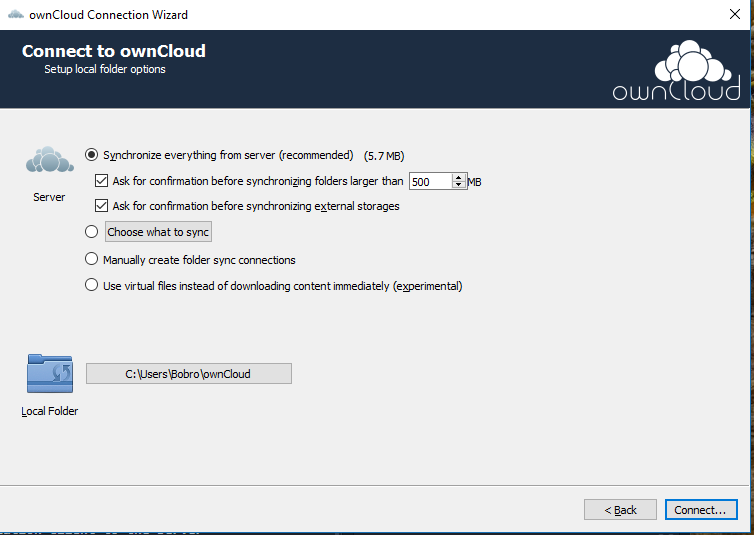 ownCloud Connection Wizard
Connect to ownCloud
Setup local folder options
ownCloud
Synchronize everything from server (recommended) (5.7 MB)
Ask for confirmation before synchronizing folders larger than 500 MB
Server
Ask for confirmation before synchronizing external storages
Choose what to sync
Manually create folder sync connections
Use virtual files instead of downloading content immediately (experimental)
C:\Users\Bobro\ownCloud
Local Folder
< Back Connect...